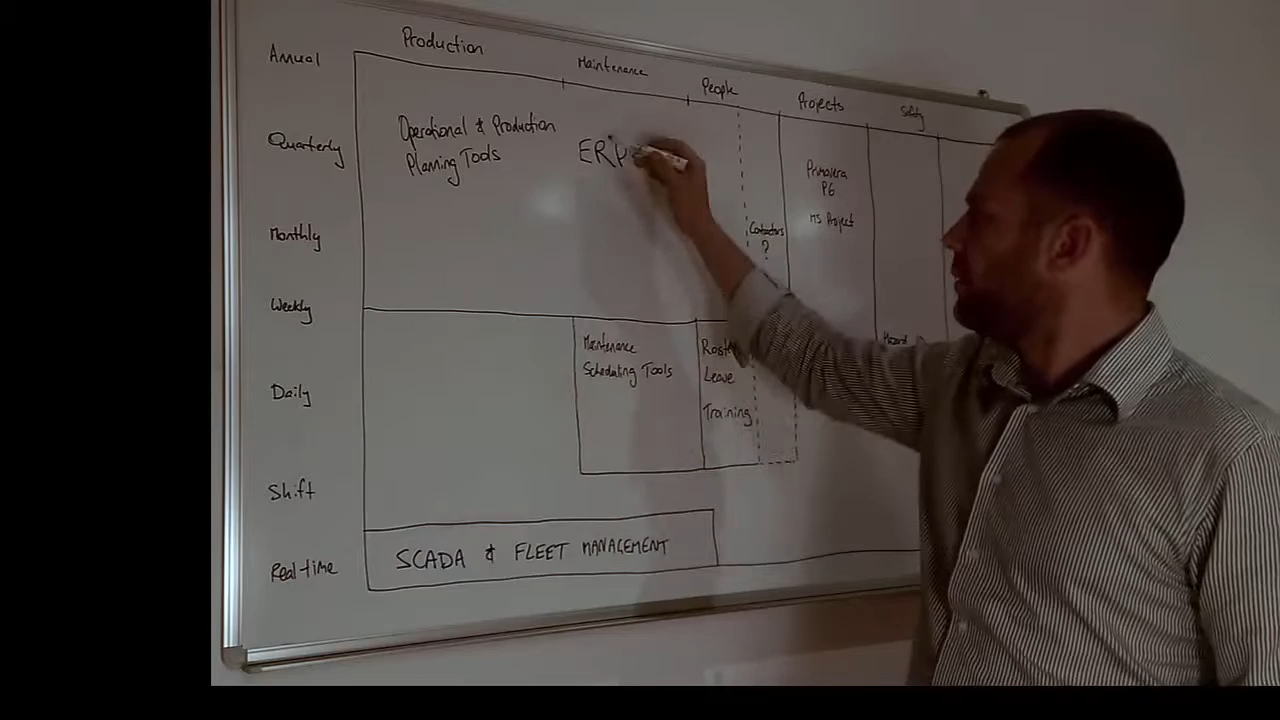 Production
Maintenance
People
Projects
Safety
Annual
Quarterly
Monthly
Weekly
Daily
Shift
Real-time
Operational & Production
Planning Tools
ERP
Contractors
?
Primavera
P6
MS Project
Hazard
Maintenance
Scheduling Tools
Leave
Training
SCADA & FLEET MANAGEMENT